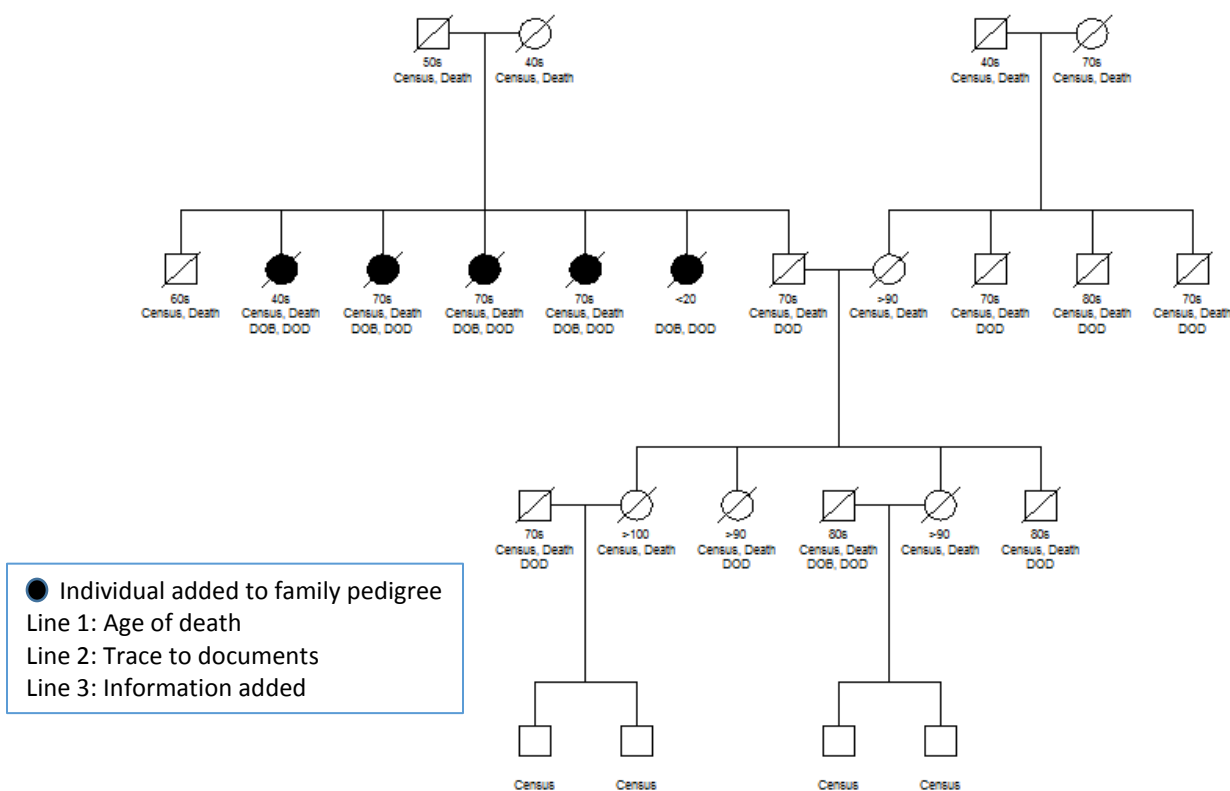 50s
Census, Death
40s
Census, Death
40s
Census, Death
70s
Census, Death
60s
Census, Death
40s
Census, Death
DOB, DOD
70s
Census, Death
DOB, DOD
70s
Census, Death
DOB, DOD
70s
Census, Death
DOB, DOD
<20
DOB, DOD
70s
Census, Death
DOD
>90
Census, Death
70s
Census, Death
DOD
80s
Census, Death
DOD
70s
Census, Death
DOD
70s
Census, Death
DOD
>100
Census, Death
>90
Census, Death
DOD
80s
Census, Death
DOB, DOD
>90
Census, Death
80s
Census, Death
DOD
Individual added to family pedigree
Line 1: Age of death
Line 2: Trace to documents
Line 3: Information added
Census
Census
Census
Census